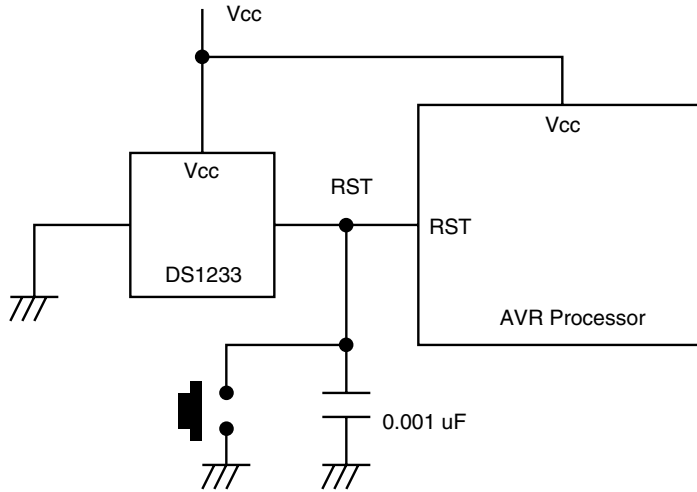 Vcc
Vcc
Vcc
RST
RST
DS1233
AVR Processor
0.001 uF